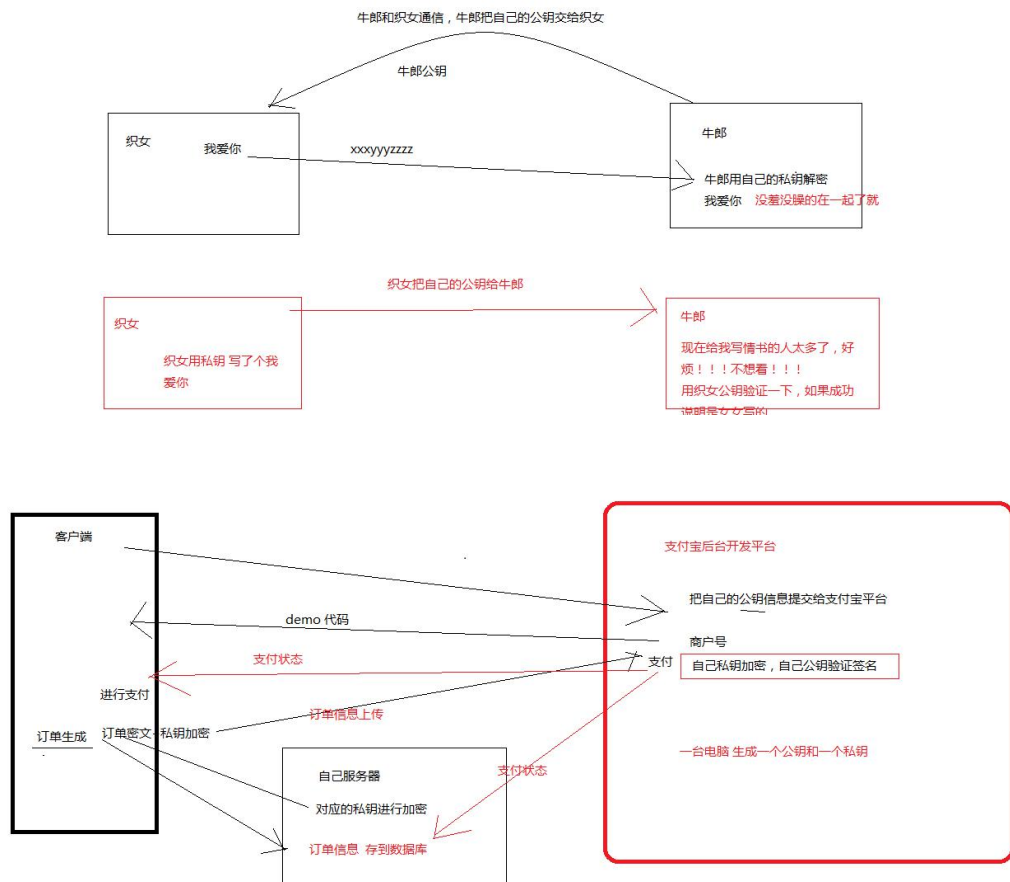 牛郎和织女通信，牛郎把自己的公钥交给织女
牛郎公钥
织女
我爱你
xxxyyyzzzz
牛郎
牛郎用自己的私钥解密
我爱你 没羞没臊的在一起了就
织女把自己的公钥给牛郎
织女
织女用私钥 写了个我
爱你
牛郎
现在给我写情书的人太多了，好
烦！！！不想看！！！
用织女公钥验证一下，如果成功
说明是女女写的
客户端
支付宝后台开发平台
把自己的公钥信息提交给支付宝平台
demo 代码
商户号
支付状态
支付
自己私钥加密，自己公钥验证签名
进行支付
订单信息上传
订单生成
订单密文 私钥加密
一台电脑 生成一个公钥和一个私钥
支付状态
自己服务器
对应的私钥进行加密
订单信息 存到数据库